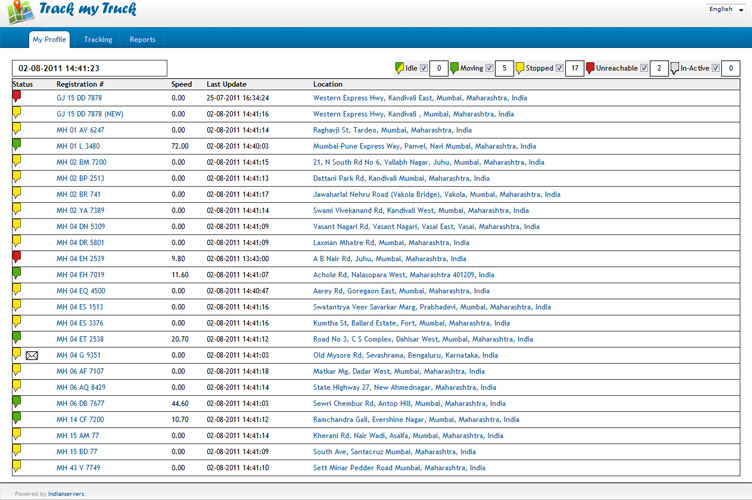 Track my Truck
English
My Profile Tracking Reports
02-08-2011 14:41:23 Idle 0 Moving 5 Stopped 17 Unreachable 2 In-Active 0
Status Registration # Speed Last Update Location
GJ 15 DD 7878 0.00 25-07-2011 16:34:24 Western Express Hwy, Kandivali East, Mumbai, Maharashtra, India
GJ 15 DD 7878 (NEW) 0.00 02-08-2011 14:41:16 Western Express Hwy, Kandivali , Mumbai, Maharashtra, India
MH 01 AV 6247 0.00 02-08-2011 14:41:14 Raghavji St, Tardeo, Mumbai, Maharashtra, India
MH 01 L 3480 72.00 02-08-2011 14:40:03 Mumbai-Pune Express Way, Panvel, Navi Mumbai, Maharashtra, India
MH 02 BM 7200 0.00 02-08-2011 14:41:15 21, N South Rd No 6, Vallabh Nagar, Juhu, Mumbai, Maharashtra, India
MH 02 BP 2513 0.00 02-08-2011 14:41:13 Dattani Park Rd, Kandivali Mumbai, Maharashtra, India
MH 02 BR 741 0.00 02-08-2011 14:41:17 Jawaharlal Nehru Road (Vakola Bridge), Vakola, Mumbai, Maharashtra, India
MH 02 YA 7389 0.00 02-08-2011 14:41:14 Swami Vivekanand Rd, Kandivali West, Mumbai, Maharashtra, India
MH 04 DN 5309 0.00 02-08-2011 14:41:09 Vasant Nagari Rd, Vasant Nagari, Vasai East, Vasai, Maharashtra, India
MH 04 DR 5801 0.00 02-08-2011 14:41:09 Laxman Mhatre Rd, Mumbai, Maharashtra, India
MH 04 EH 2539 9.80 02-08-2011 13:43:00 A B Nair Rd, Juhu, Mumbai, Maharashtra, India
MH 04 EH 7019 11.60 02-08-2011 14:41:07 Achole Rd, Nalasopara West, Maharashtra 401209, India
MH 04 EQ 4500 0.00 02-08-2011 14:40:47 Aarey Rd, Goregaon East, Mumbai, Maharashtra, India
MH 04 ES 1513 0.00 02-08-2011 14:41:16 Swatantrya Veer Savarkar Marg, Prabhadevi, Mumbai, Maharashtra, India
MH 04 ES 3376 0.00 02-08-2011 14:41:16 Kumtha St, Ballard Estate, Fort, Mumbai, Maharashtra, India
MH 04 ET 2538 20.70 02-08-2011 14:41:12 Road No 3, C S Complex, Dahisar West, Mumbai, Maharashtra, India
MH 04 G 9351 0.00 02-08-2011 14:41:03 Old Mysore Rd, Sevashrama, Bengaluru, Karnataka, India
MH 06 AF 7107 0.00 02-08-2011 14:41:18 Matkar Mg, Dadar West, Mumbai, Maharashtra, India
MH 06 AQ 8429 0.00 02-08-2011 14:41:14 State Highway 27, New Ahmednagar, Maharashtra, India
MH 06 DB 7677 44.60 02-08-2011 14:41:03 Sewri Chembur Rd, Antop Hill, Mumbai, Maharashtra, India
MH 14 CF 7200 10.70 02-08-2011 14:41:12 Ramchandra Gali, Evershine Nagar, Mumbai, Maharashtra, India
MH 15 AM 77 0.00 02-08-2011 14:41:14 Kherani Rd, Nair Wadi, Asalfa, Mumbai, Maharashtra, India
MH 15 BD 77 0.00 02-08-2011 14:41:09 South Ave, Santacruz Mumbai, Maharashtra, India
MH 43 V 7749 0.00 02-08-2011 14:41:10 Sett Minar Pedder Road Mumbai, Maharashtra, India
Powered by Indianservers.